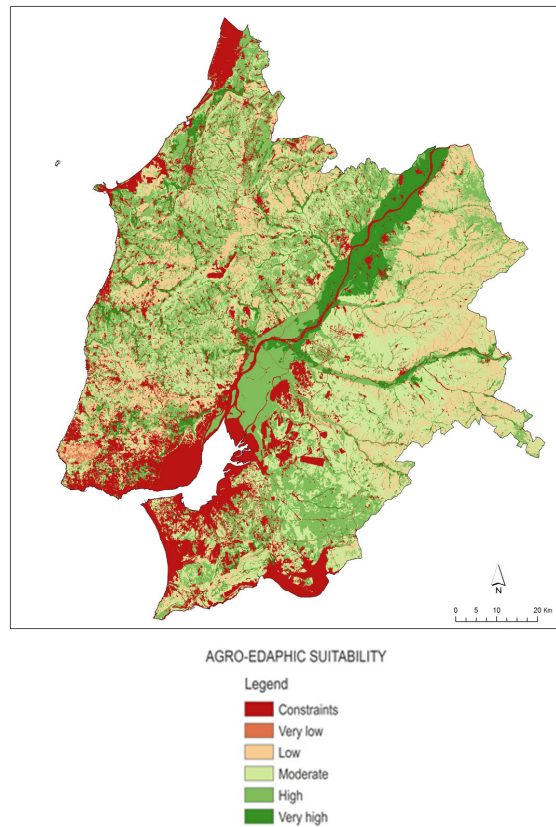 N
0 5 10 20 Km
AGRO-EDAPHIC SUITABILITY
Legend
Constraints
Very low
Low
Moderate
High
Very high